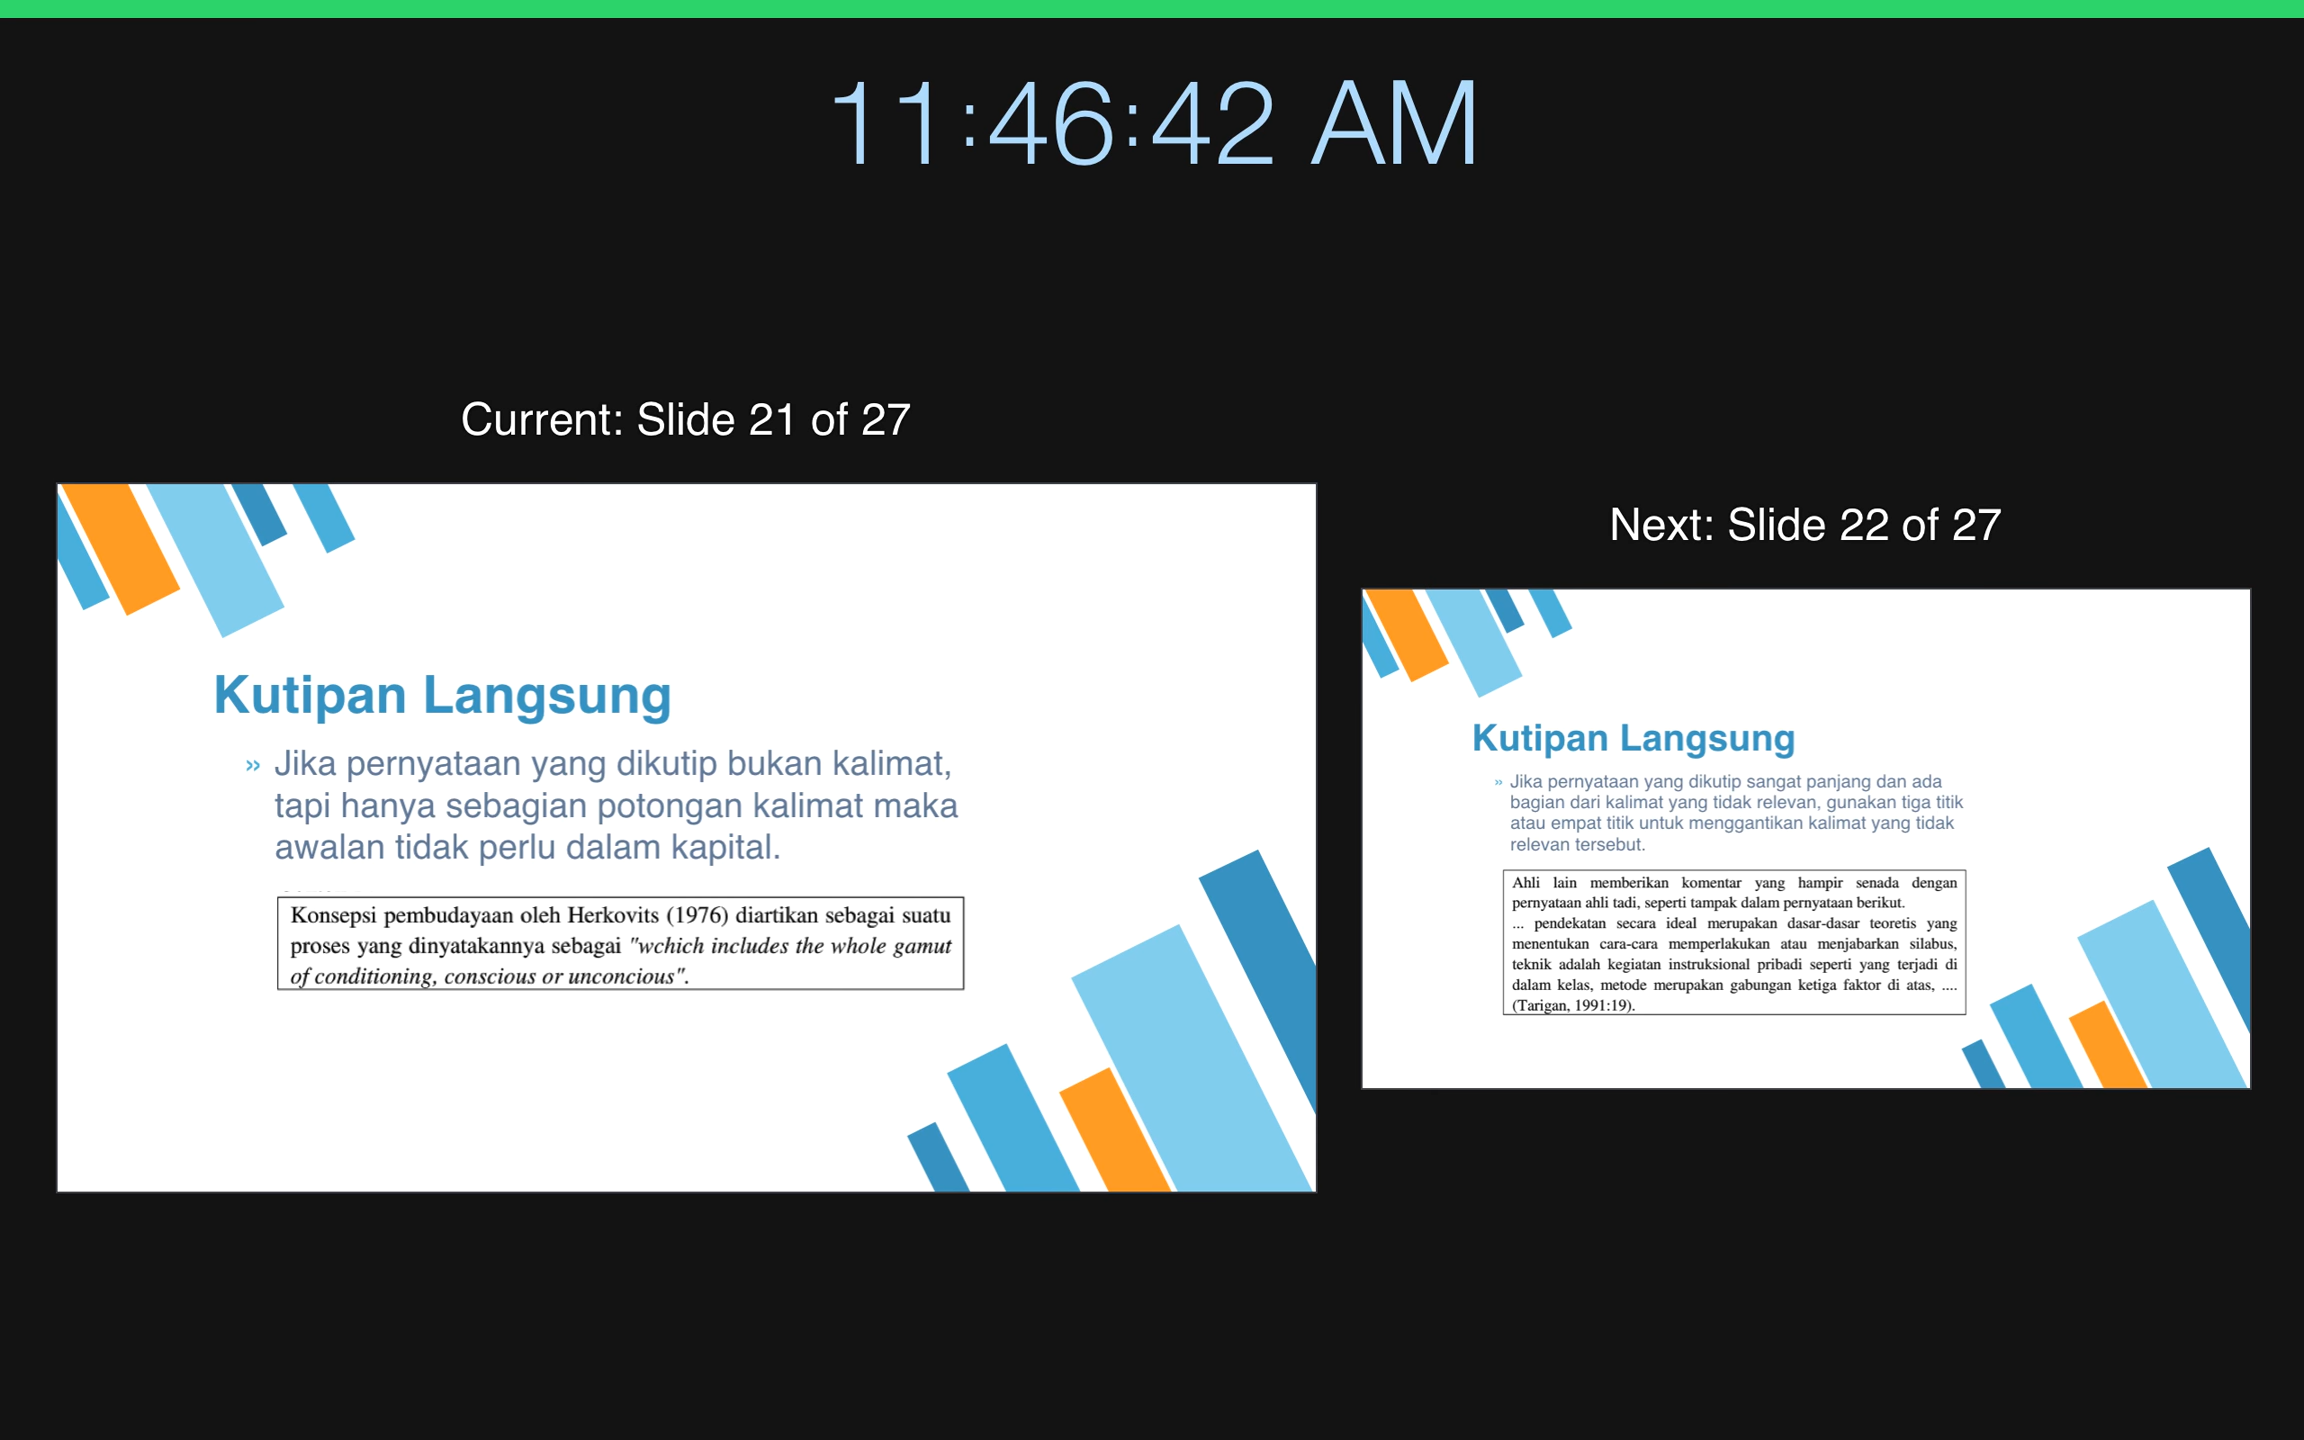 11:46:42 AM
Current: Slide 21 of 27
Kutipan Langsung
» Jika pernyataan yang dikutip bukan kalimat,
tapi hanya sebagian potongan kalimat maka
awalan tidak perlu dalam kapital.
Konsepsi pembudayaan oleh Herkovits (1976) diartikan sebagai suatu
proses yang dinyatakannya sebagai "wchich includes the whole gamut
of conditioning, conscious or unconcious".
Next: Slide 22 of 27
Kutipan Langsung
» Jika pernyataan yang dikutip sangat panjang dan ada
bagian dari kalimat yang tidak relevan, gunakan tiga titik
atau empat titik untuk menggantikan kalimat yang tidak
relevan tersebut.
Ahli lain memberikan komentar yang hampir senada dengan
pernyataan ahli tadi, seperti tampak dalam pernyataan berikut.
... pendekatan secara ideal merupakan dasar-dasar teoretis yang
menentukan cara-cara memperlakukan atau menjabarkan silabus,
teknik adalah kegiatan instruksional pribadi seperti yang terjadi di
dalam kelas, metode merupakan gabungan ketiga faktor di atas, ....
(Tarigan, 1991:19).